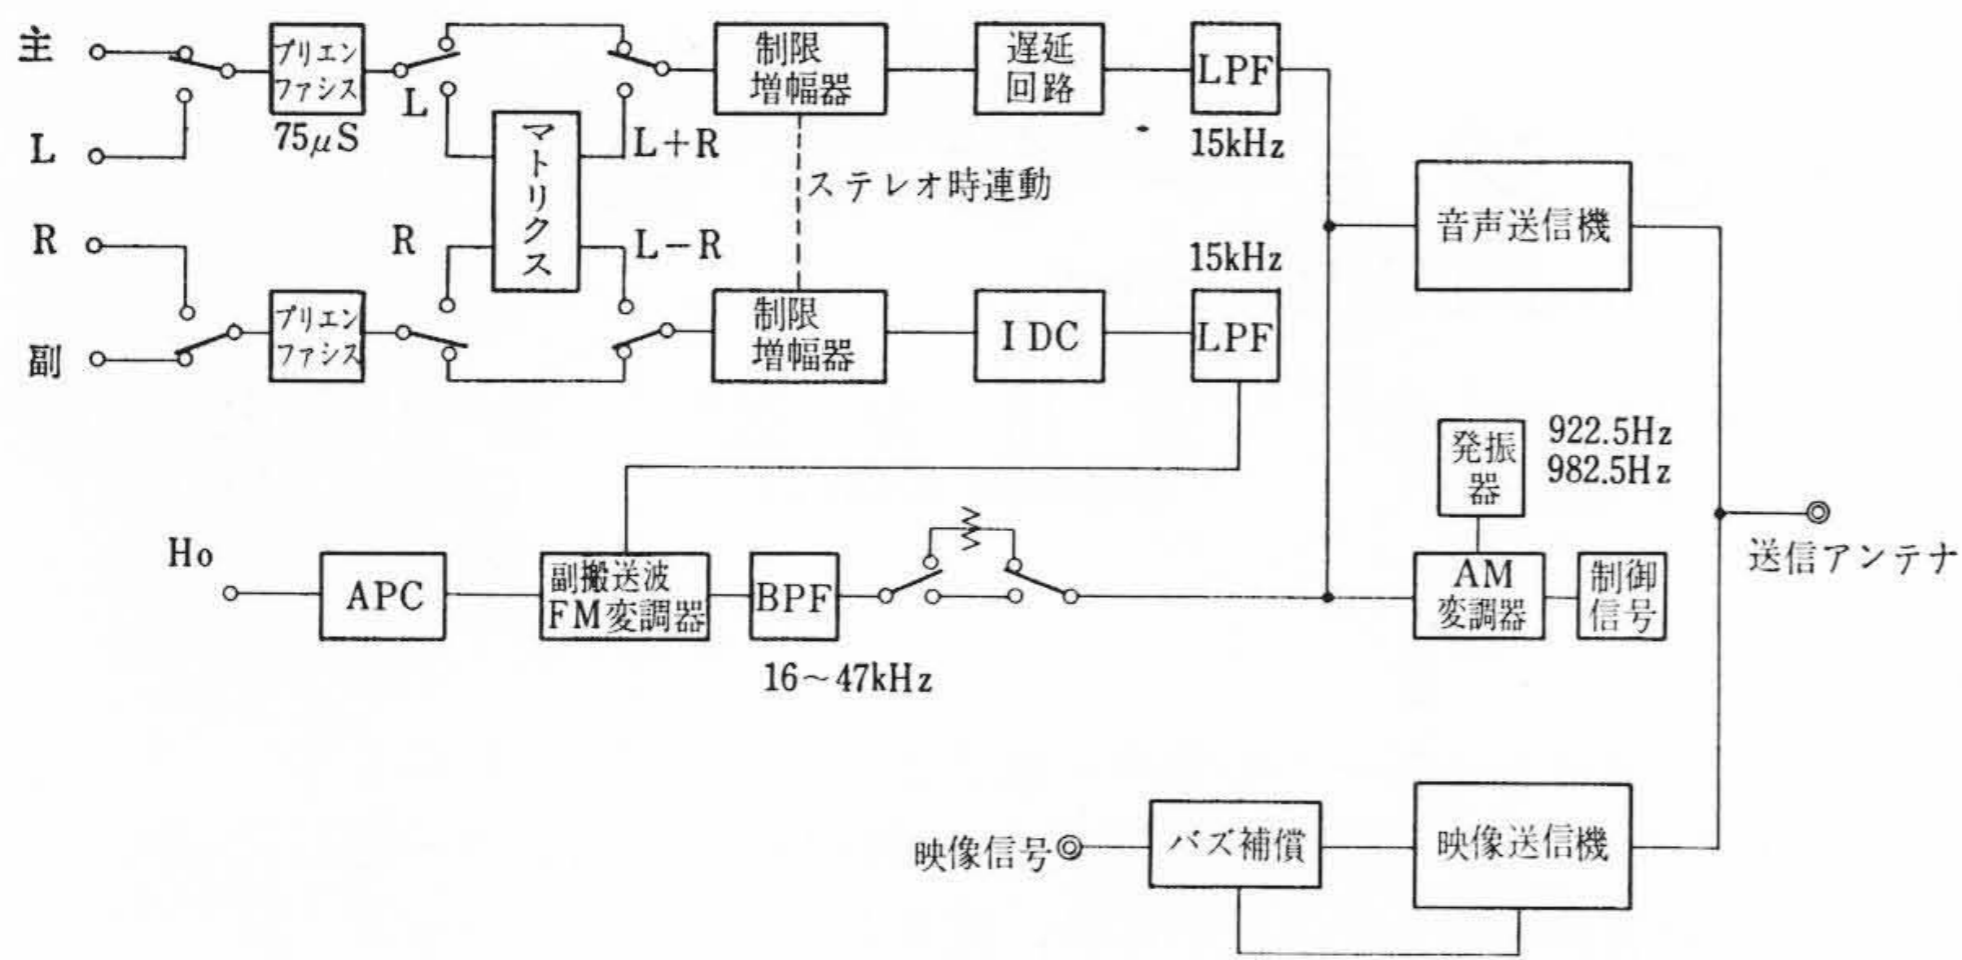 主
L
R
副
プリエン
ファシス
75μS
プリエン
ファシス
L
R
マトリクス
L+R
L−R
制限
増幅器
ステレオ時連動
制限
増幅器
遅延
回路
IDC
LPF
15kHz
15kHz
LPF
音声送信機
発振
器
922.5Hz
982.5Hz
送信アンテナ
Ho
APC
副搬送波
FM変調器
BPF
16〜47kHz
AM
変調器
制御
信号
映像信号
バズ補償
映像送信機